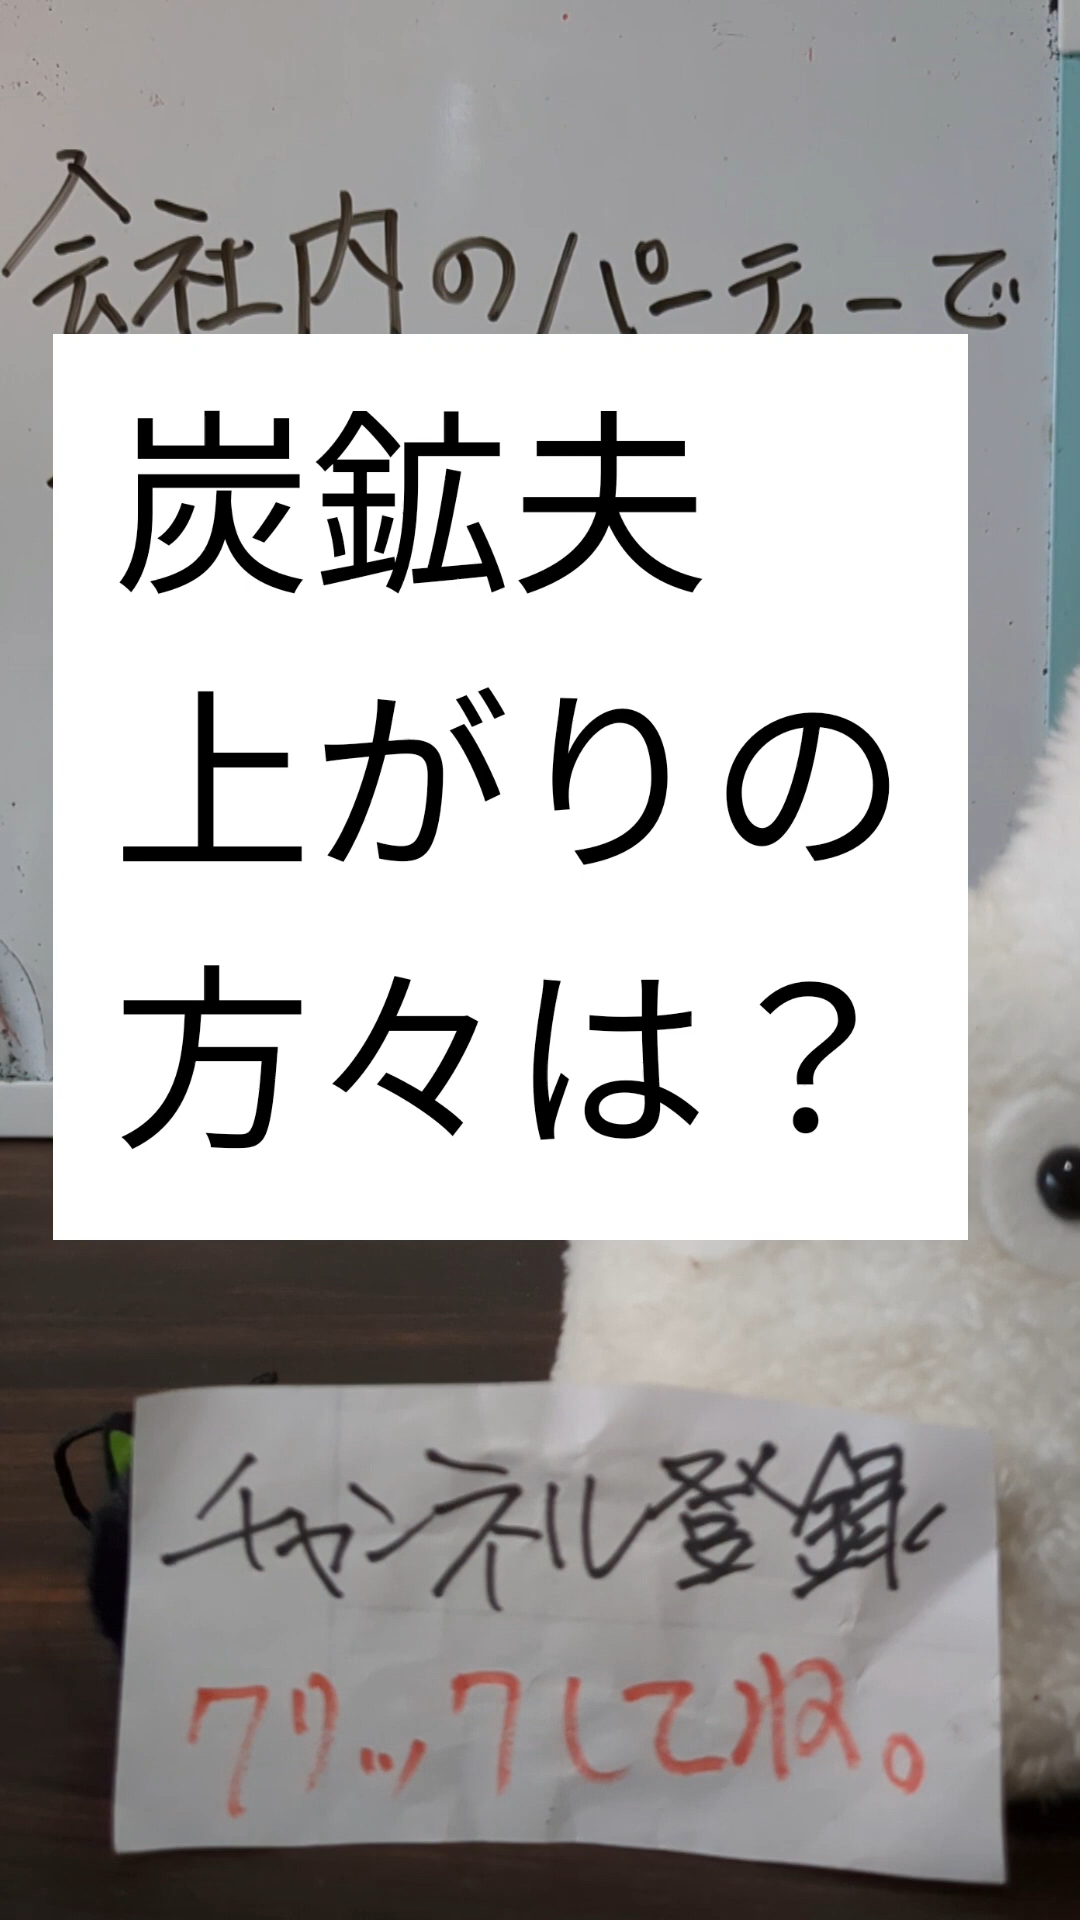 会社内のパーティーで
炭鉱夫
上がりの
方々は？
チャンネル登録
クリックしてね。